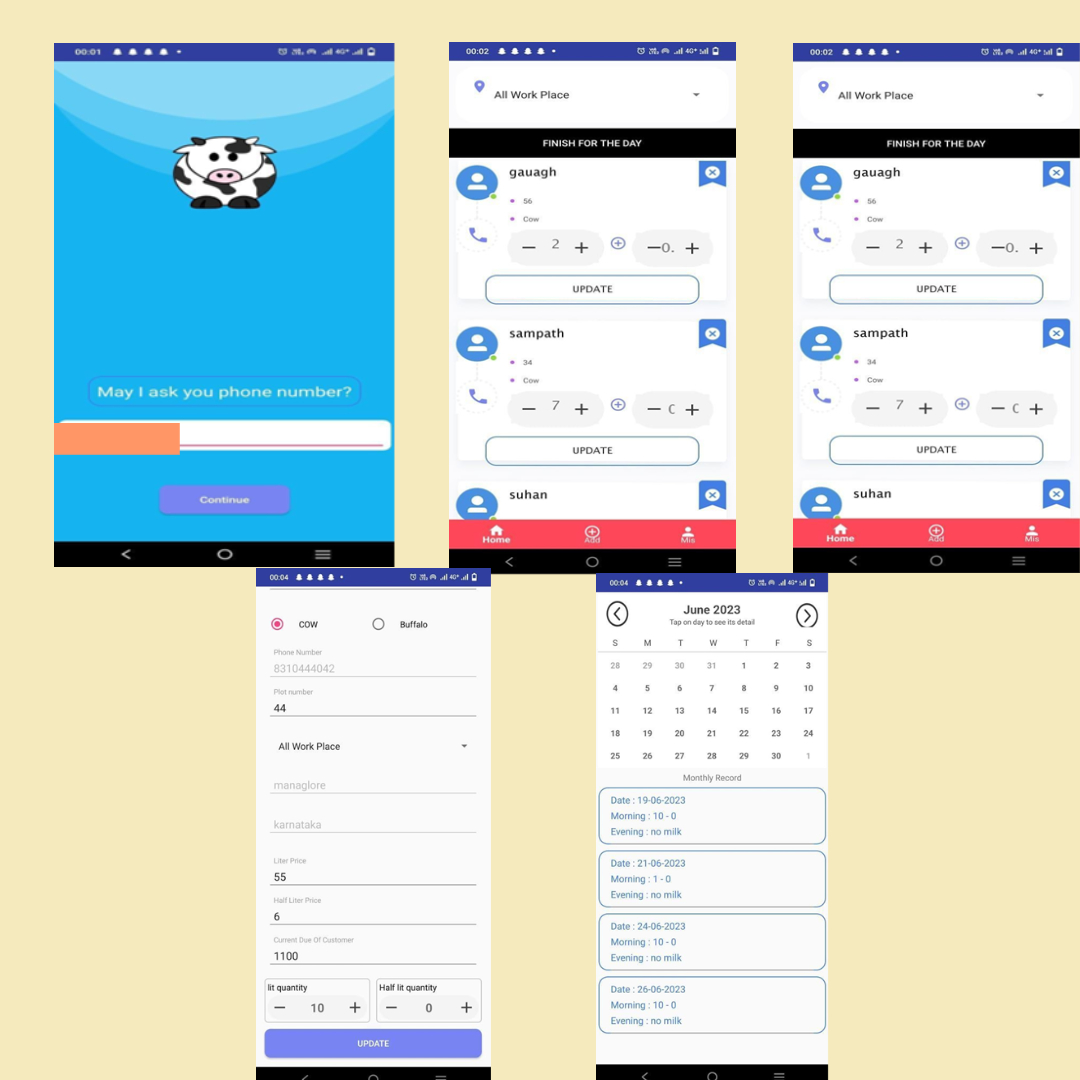 00:01
4G+
May I ask you phone number?
Continue
00:02
4G+
All Work Place
FINISH FOR THE DAY
gauagh
56
Cow
— 2 + —0. +
UPDATE
sampath
34
Cow
— 7 + — C +
UPDATE
suhan
Home Add Mis
00:02
4G+
All Work Place
FINISH FOR THE DAY
gauagh
56
Cow
— 2 + —0. +
UPDATE
sampath
34
Cow
— 7 + — C +
UPDATE
suhan
Home Add Mis
00:04
4G+
COW Buffalo
Phone Number
8310444042
Plot number
44
All Work Place
managlore
karnataka
Liter Price
55
Half Liter Price
6
Current Due Of Customer
1100
lit quantity Half lit quantity
— 10 + — 0 +
UPDATE
00:04
4G+
June 2023
Tap on day to see its detail
S M T W T F S
28 29 30 31 1 2 3
4 5 6 7 8 9 10
11 12 13 14 15 16 17
18 19 20 21 22 23 24
25 26 27 28 29 30 1
Monthly Record
Date : 19-06-2023
Morning : 10 - 0
Evening : no milk
Date : 21-06-2023
Morning : 1 - 0
Evening : no milk
Date : 24-06-2023
Morning : 10 - 0
Evening : no milk
Date : 26-06-2023
Morning : 10 - 0
Evening : no milk